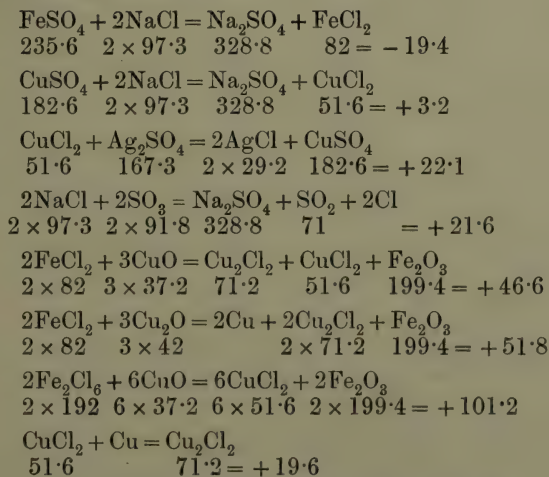 FeSO₄ + 2NaCl = Na₂SO₄ + FeCl₂
235·6 2 × 97·3 328·8 82 = − 19·4
CuSO₄ + 2NaCl = Na₂SO₄ + CuCl₂
182·6 2 × 97·3 328·8 51·6 = + 3·2
CuCl₂ + Ag₂SO₄ = 2AgCl + CuSO₄
51·6 167·3 2 × 29·2 182·6 = + 22·1
2NaCl + 2SO₃ = Na₂SO₄ + SO₂ + 2Cl
2 × 97·3 2 × 91·8 328·8 71 = + 21·6
2FeCl₂ + 3CuO = Cu₂Cl₂ + CuCl₂ + Fe₂O₃
2 × 82 3 × 37·2 71·2 51·6 199·4 = + 46·6
2FeCl₂ + 3Cu₂O = 2Cu + 2Cu₂Cl₂ + Fe₂O₃
2 × 82 3 × 42 2 × 71·2 199·4 = + 51·8
2Fe₂Cl₆ + 6CuO = 6CuCl₂ + 2Fe₂O₃
2 × 192 6 × 37·2 6 × 51·6 2 × 199·4 = + 101·2
CuCl₂ + Cu = Cu₂Cl₂
51·6 71·2 = + 19·6